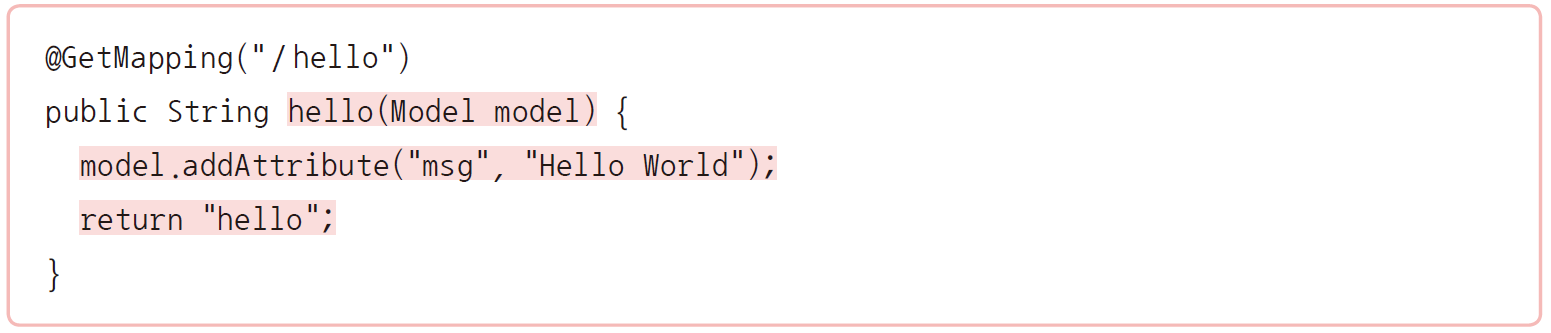 @GetMapping("/hello")
public String hello(Model model) {
  model.addAttribute("msg", "Hello World");
  return "hello";
}